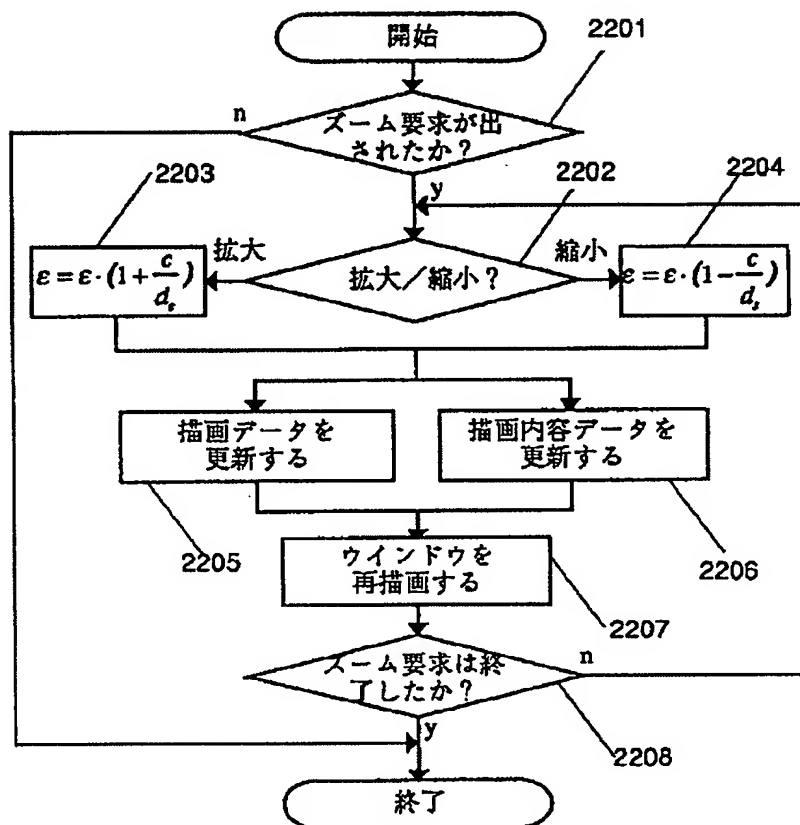 開始
2201
n
ズーム要求が出
されたか?
y
2203
2202
2204
拡大
縮小
ε = ε・(1 + c/d_e)
拡大/縮小?
ε = ε・(1 - c/d_s)
描画データを
更新する
描画内容データを
更新する
2205
2206
ウインドウを
再描画する
2207
ズーム要求は終
了したか?
n
y
2208
終了